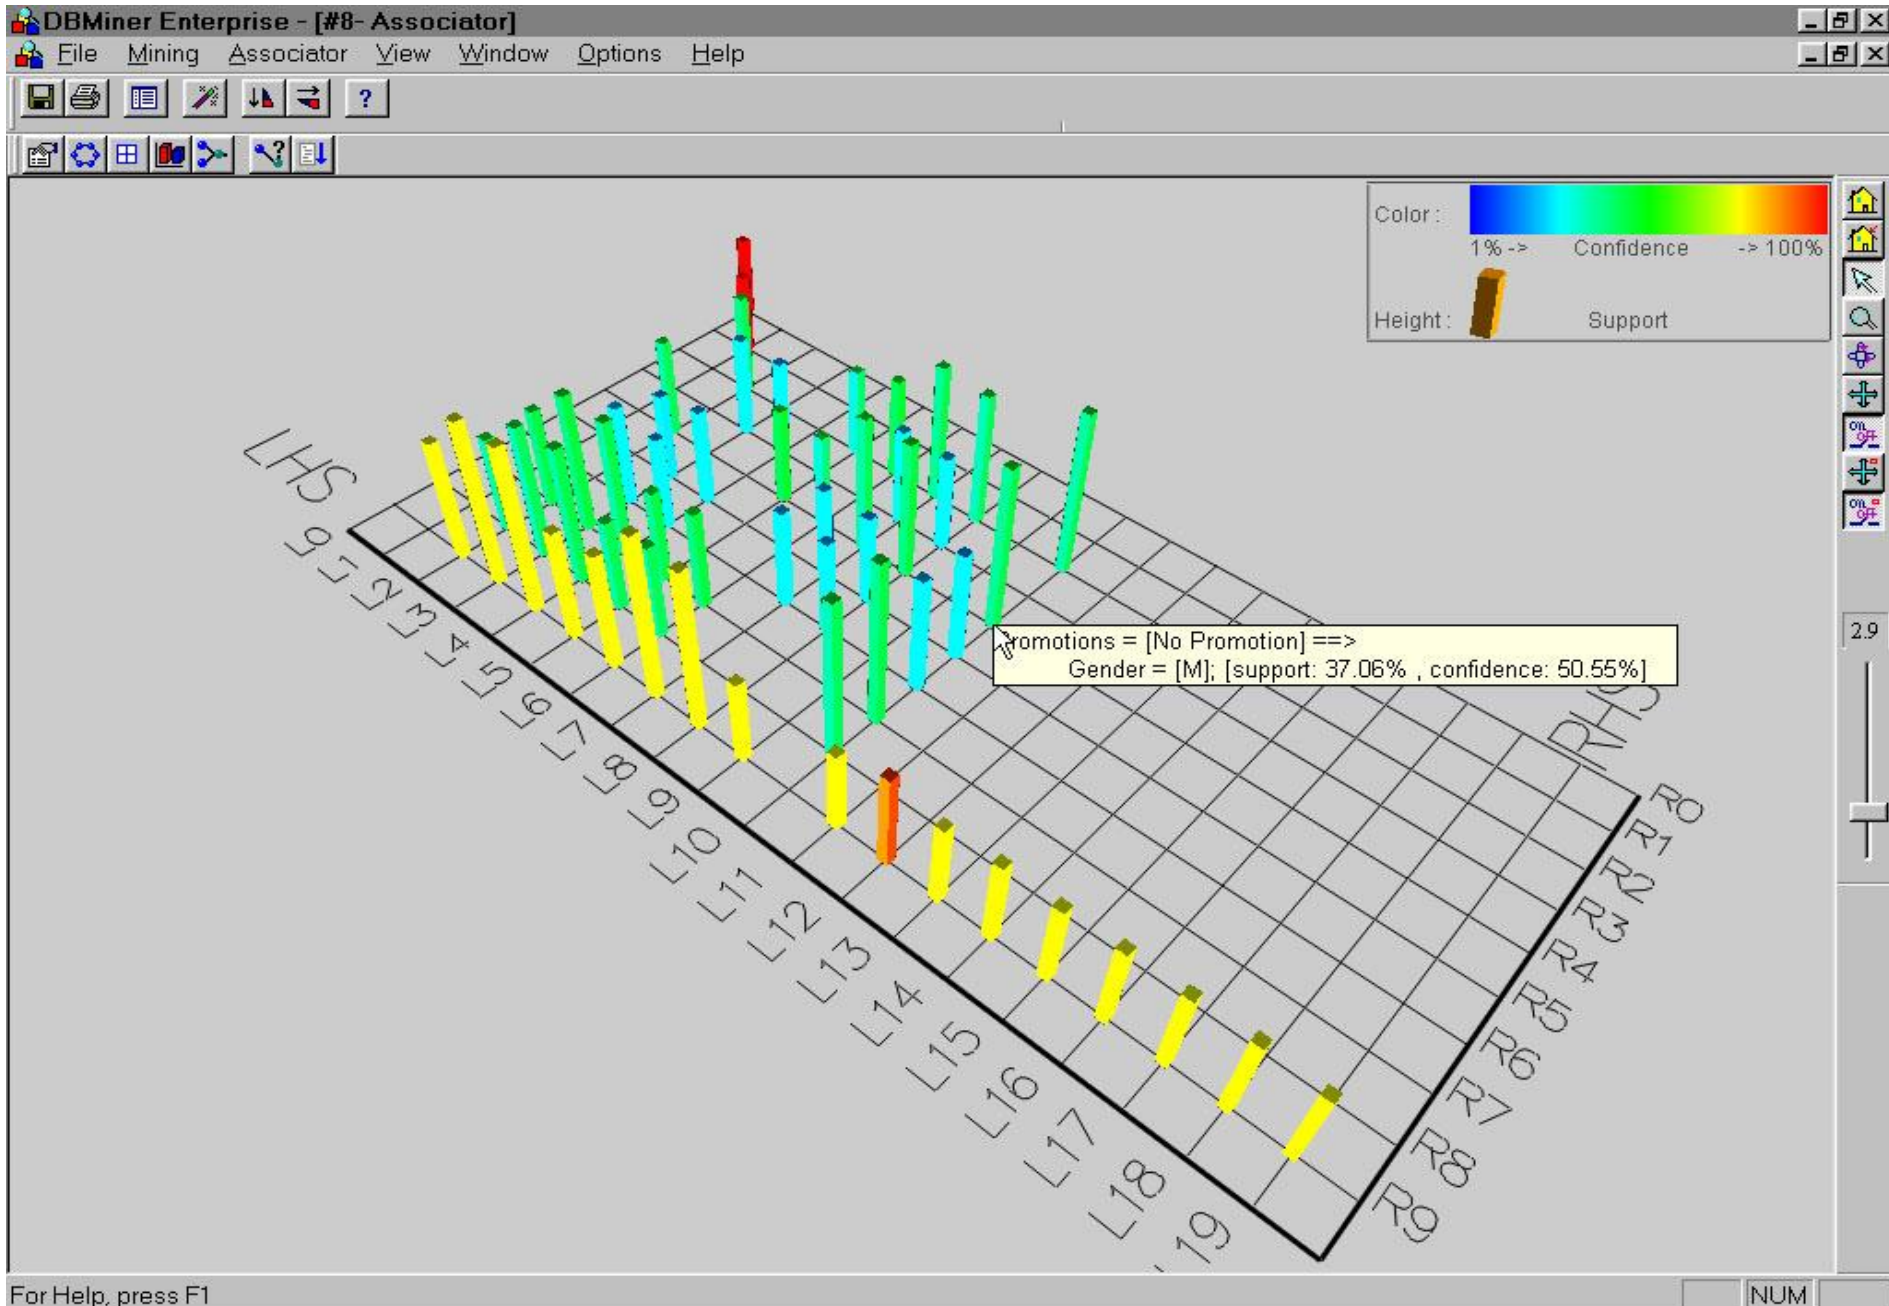 DBMiner Enterprise - [#8- Associator]
File Mining Associator View Window Options Help
Color :
1% -> Confidence -> 100%
Height : Support
2.9
LHS
L0
L1
L2
L3
L4
L5
L6
L7
L8
L9
L10
L11
L12
L13
L14
L15
L16
L17
L18
L19
romotions = [No Promotion] ==>
Gender = [M]; [support: 37.06% , confidence: 50.55%]
RHS
R0
R1
R2
R3
R4
R5
R6
R7
R8
R9
For Help, press F1
NUM